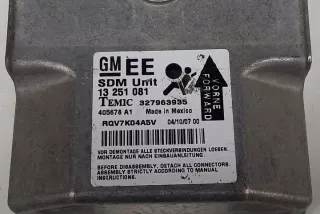 GM EE
SDM Unit
13 251 081
TEMIC 327963935
405678 A1 Made in Mexico
RQV7K04A5V 04/10/07 00
VORNE
FORWARD
VOR DEMONTAGE ALLE STECKVERBINDUNGEN LOESEN.
MONTAGE NUR NACH EINBAUANLEITUNG.
BEFORE DISASSEMBLY, DETACH ALL CONNECTORS.
ASSEMBLY STRICTLY ACCORDING TO MANUAL
INSTRUCTIONS.